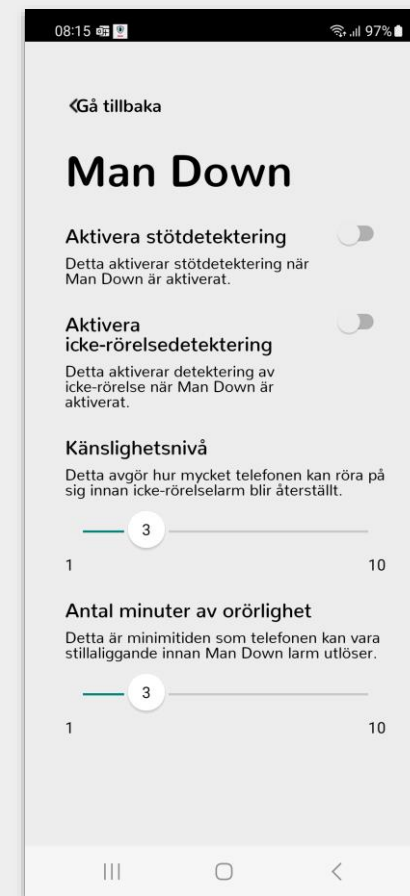 08:15 97%
Gå tillbaka
Man Down
Aktivera stötdetektering
Detta aktiverar stötdetektering när
Man Down är aktiverat.
Aktivera
icke-rörelsedetektering
Detta aktiverar detektering av
icke-rörelse när Man Down är
aktiverat.
Känslighetsnivå
Detta avgör hur mycket telefonen kan röra på
sig innan icke-rörelselarm blir återställt.
3
1 10
Antal minuter av orörlighet
Detta är minimitiden som telefonen kan vara
stillaliggande innan Man Down larm utlöser.
3
1 10